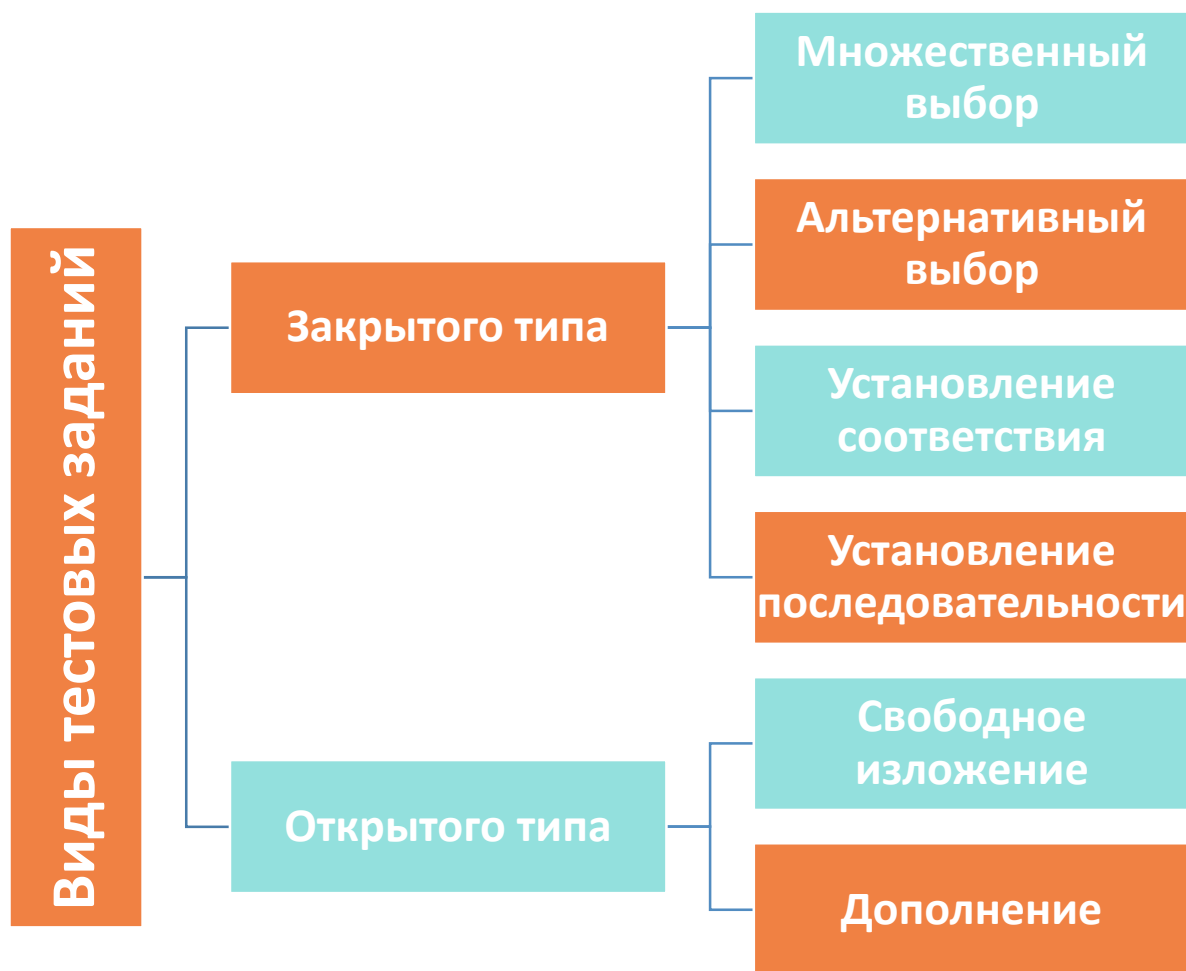 Виды тестовых заданий
Закрытого типа
Множественный
выбор
Альтернативный
выбор
Установление
соответствия
Установление
последовательности
Открытого типа
Свободное
изложение
Дополнение